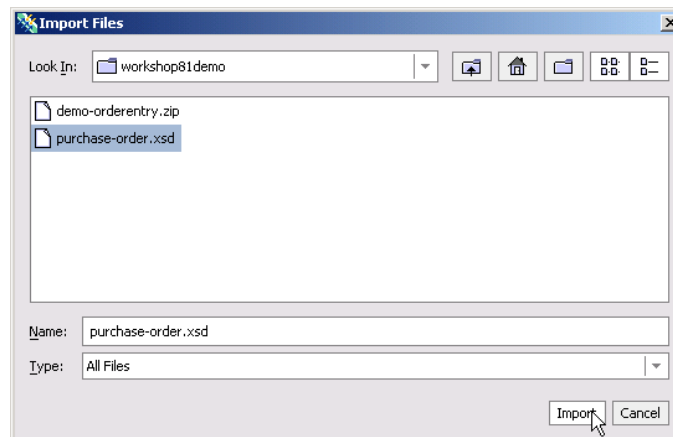 Import Files
Look In: workshop81demo
demo-orderentry.zip
purchase-order.xsd
Name: purchase-order.xsd
Type: All Files
Import Cancel